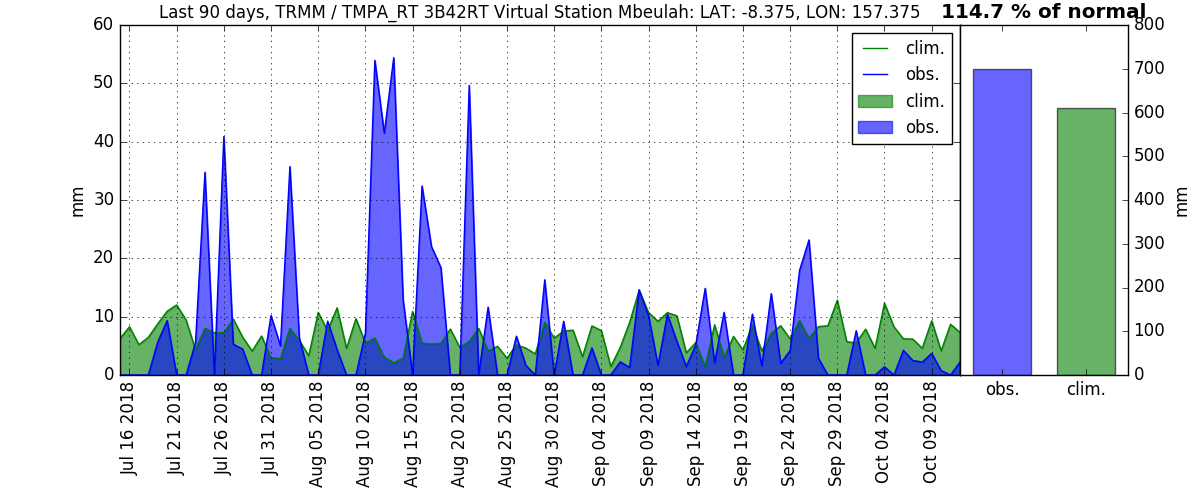 Last 90 days, TRMM / TMPA_RT 3B42RT Virtual Station Mbeulah: LAT: -8.375, LON: 157.375
114.7 % of normal
60
50
40
30
20
10
0
mm
clim.
obs.
clim.
obs.
800
700
600
500
400
300
200
100
0
mm
Jul 16 2018
Jul 21 2018
Jul 26 2018
Jul 31 2018
Aug 05 2018
Aug 10 2018
Aug 15 2018
Aug 20 2018
Aug 25 2018
Aug 30 2018
Sep 04 2018
Sep 09 2018
Sep 14 2018
Sep 19 2018
Sep 24 2018
Sep 29 2018
Oct 04 2018
Oct 09 2018
obs.
clim.